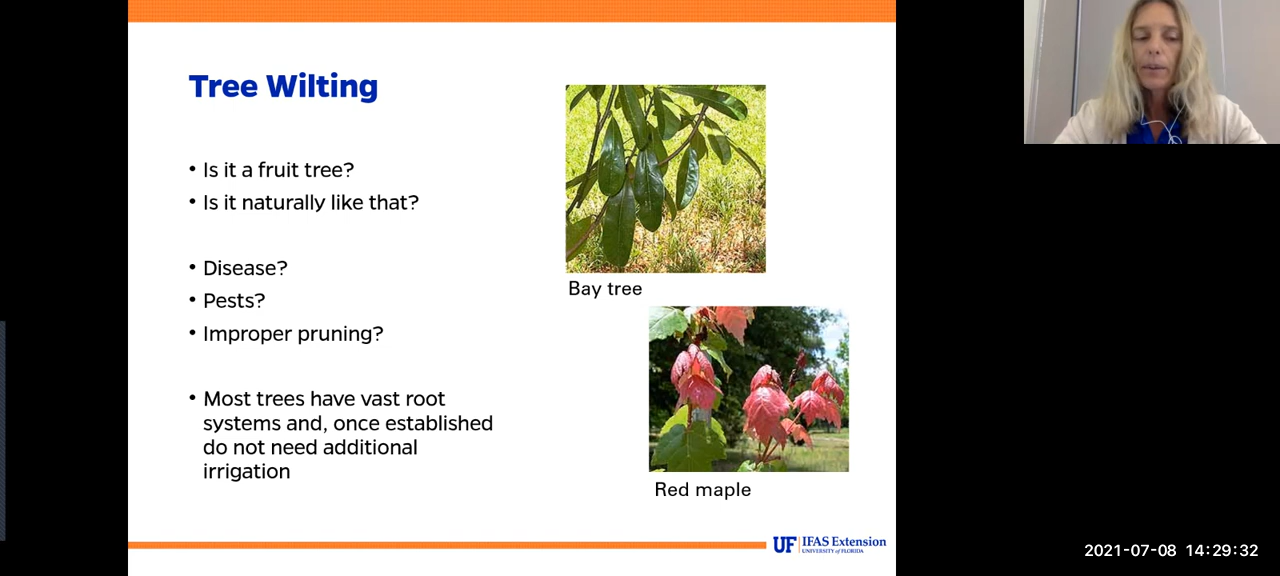 Tree Wilting
• Is it a fruit tree?
• Is it naturally like that?
• Disease?
• Pests?
• Improper pruning?
• Most trees have vast root
systems and, once established
do not need additional
irrigation
Bay tree
Red maple
UF IFAS Extension
UNIVERSITY of FLORIDA
2021-07-08 14:29:32